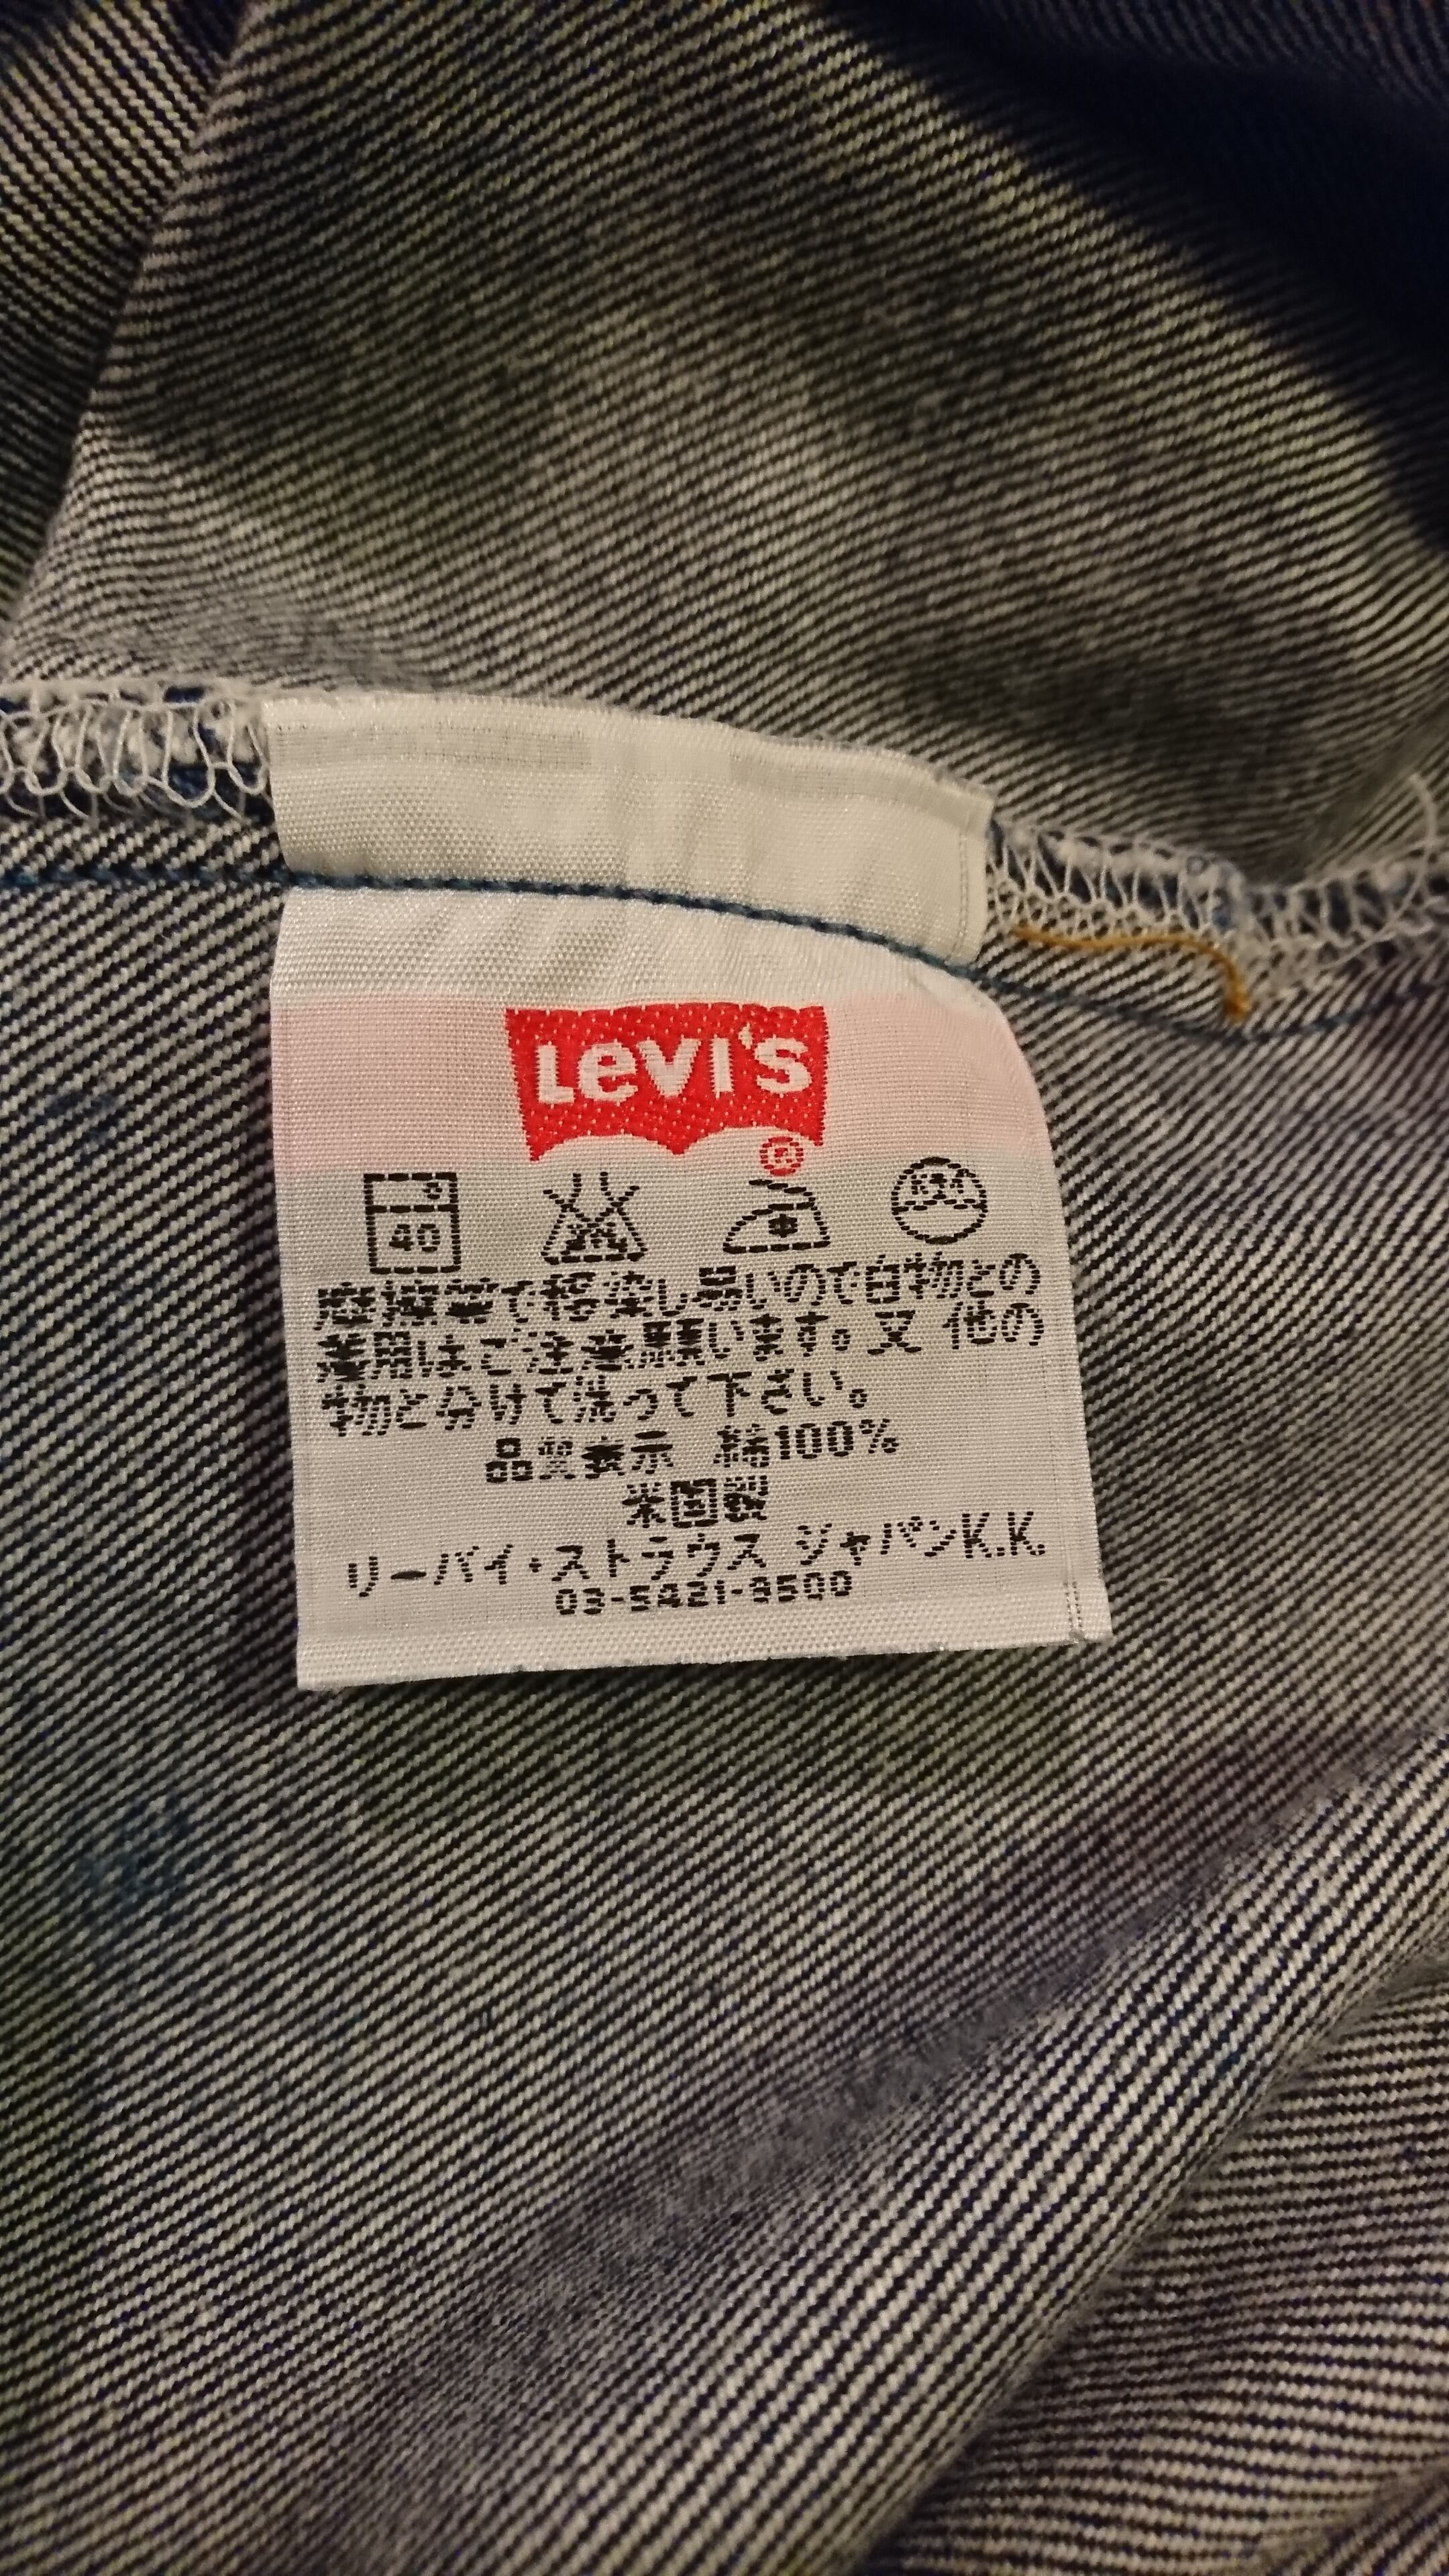 Levi's
®
40
摩擦等で移染し易いので白物との
着用はご注意願います。又 他の
物と分けて洗って下さい。
品質表示 綿100%
米国製
リーバイ・ストラウス ジャパンK.K.
03-5421-3500